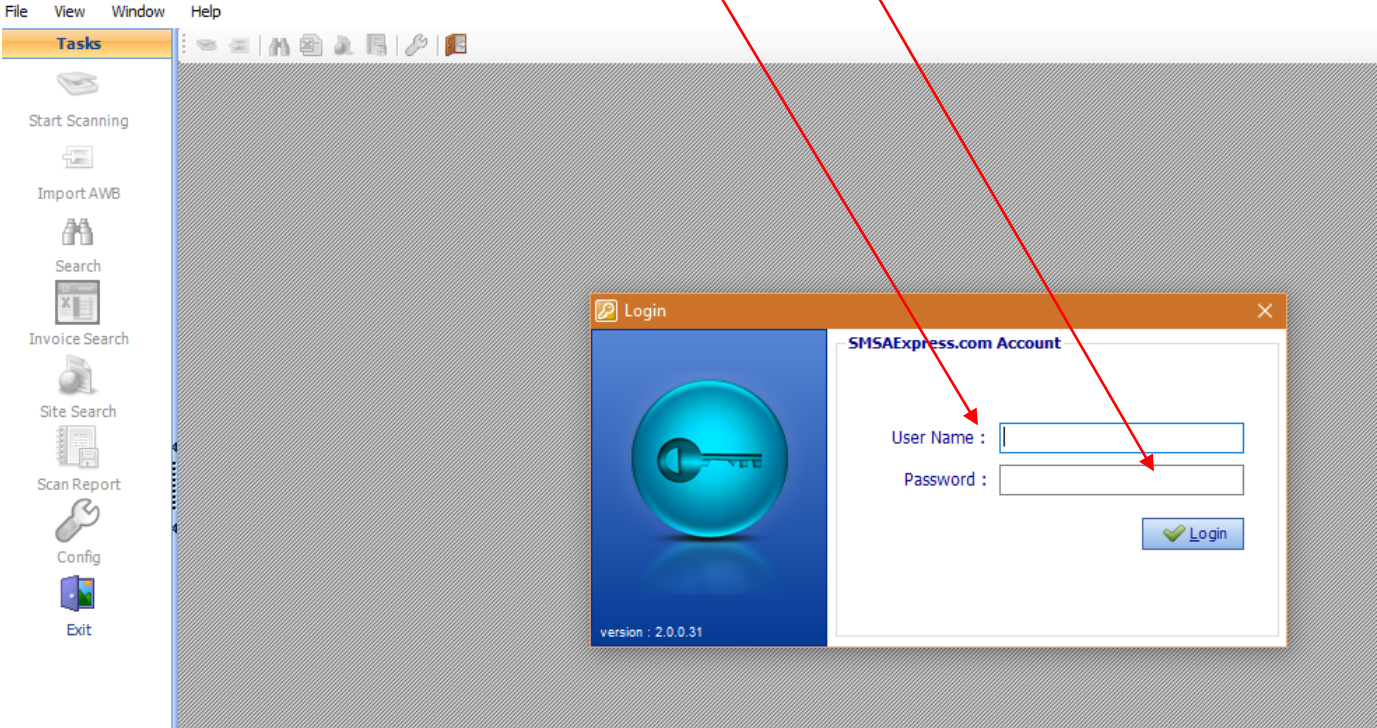 File View Window Help
Tasks
Start Scanning
Import AWB
Search
Invoice Search
Site Search
Scan Report
Config
Exit
Login
SMSAExpress.com Account
User Name :
Password :
Login
version : 2.0.0.31